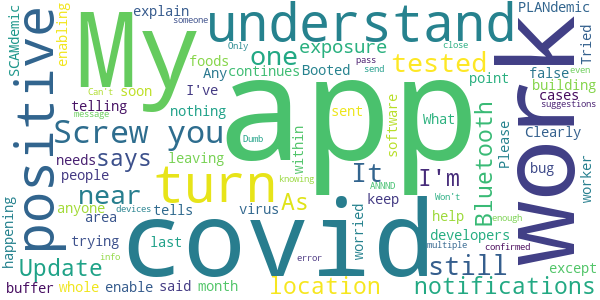 PLANdemic
someone
explain
My
understand
positive
SCAMdemic
enabling
Only
close
Tried
one
exposure
pass
send
even
foods
Any
continues
Booted
tested
point
false
building
Can't
soon
I've
cases
telling
nothing
app
sent
What
software
suggestions
work
message
Screw you
within
Bluetooth
Please
Clearly
needs
says
leaving
It
I'm
bug
worker
people
turn
ANNND
Dumb
knowing
near
As
keep
anyone
tells
virus
Won't
area
devices
covid
worried
help
enough
happening
trying
last
developers
multiple
confirmed
Update
info
error
still
except
buffer
whole
enable
said
month
location
notifications